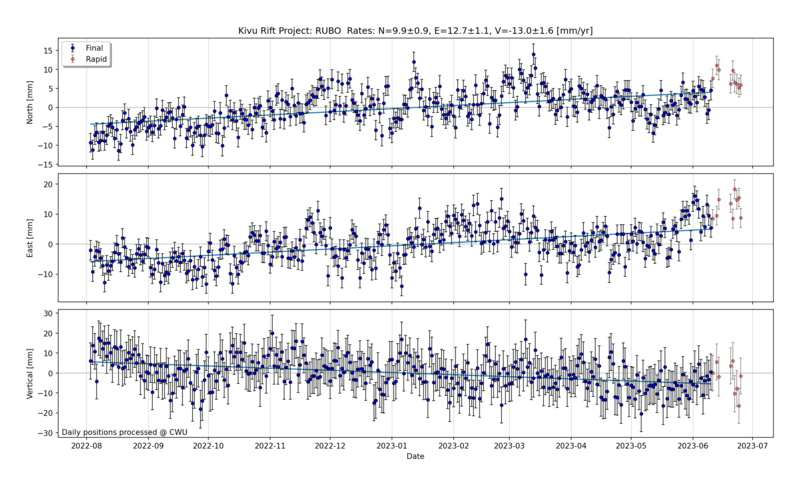 Kivu Rift Project: RUBO Rates: N=9.9±0.9, E=12.7±1.1, V=-13.0±1.6 [mm/yr]
Final
Rapid
North [mm]
15
10
5
0
−5
−10
−15
East [mm]
20
10
0
−10
Vertical [mm]
30
20
10
0
−10
−20
−30
Daily positions processed @ CWU
2022-08 2022-09 2022-10 2022-11 2022-12 2023-01 2023-02 2023-03 2023-04 2023-05 2023-06 2023-07
Date